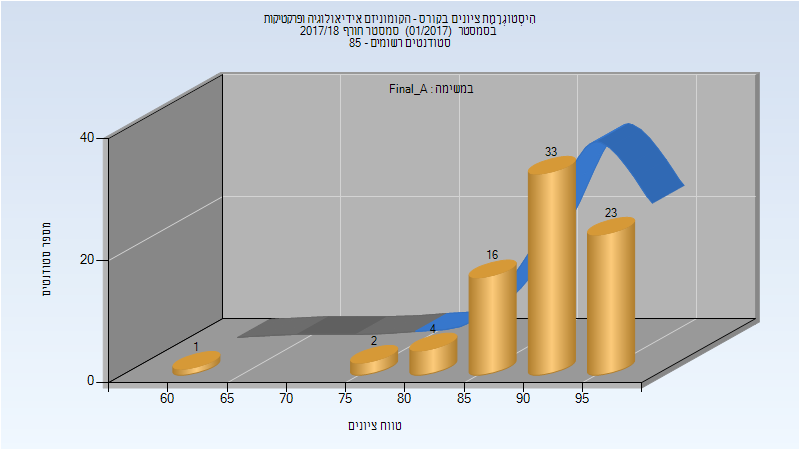 הִיסְטוֹגְרָמַת ציונים בקורס - הקומוניזם אידיאולוגיה ופרקטיקות
בסמסטר (01/2017) סמסטר חורף 2017/18
סטודנטים רשומים - 85
במשימה : Final_A
40
20
0
מספר סטודנטים
1
2
4
16
33
23
60 65 70 75 80 85 90 95
טווח ציונים